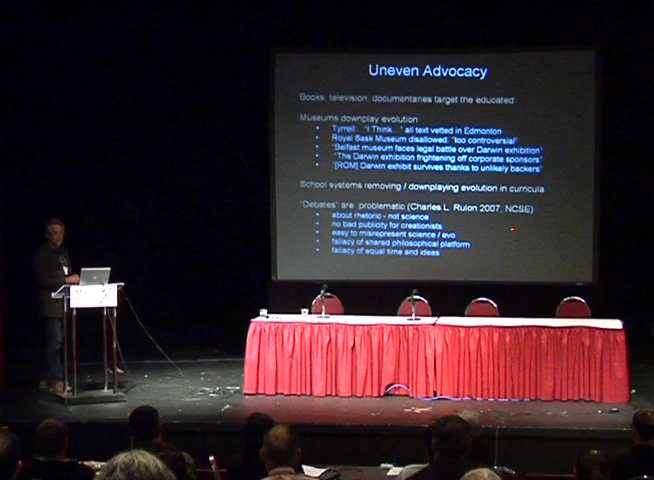 Uneven Advocacy
Books, television, documentaries target the educated
Museums downplay evolution
• Tyrrell: "I Think..." all text vetted in Edmonton
• Royal Sask Museum disallowed: "too controversial"
• "Belfast museum faces legal battle over Darwin exhibition"
• "The Darwin exhibition frightening off corporate sponsors"
• "[ROM] Darwin exhibit survives thanks to unlikely backers"
School systems removing / downplaying evolution in curricula
"Debates" are problematic (Charles L. Rulon 2007, NCSE)
• about rhetoric - not science
• no bad publicity for creationists
• easy to misrepresent science / evo
• fallacy of shared philosophical platform
• fallacy of equal time and ideas